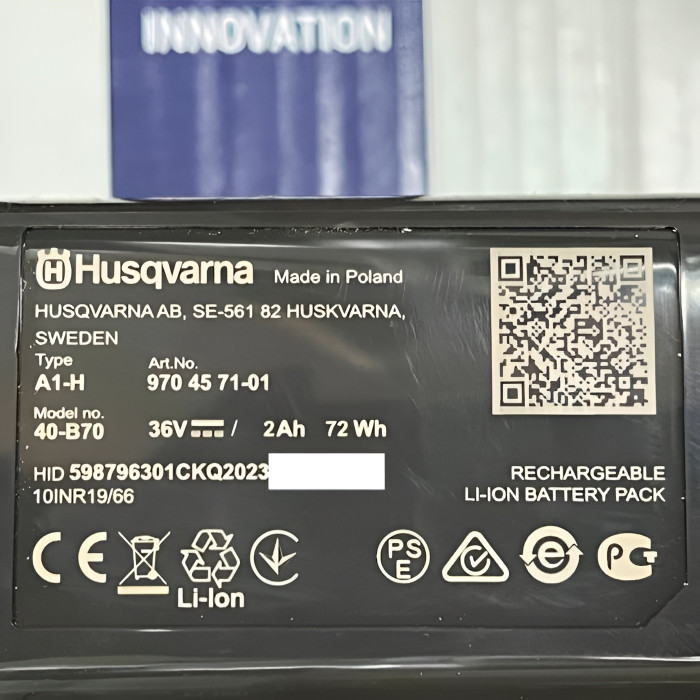 INNOVATION
Husqvarna Made in Poland
HUSQVARNA AB, SE-561 82 HUSKVARNA,
SWEDEN
Type Art.No.
A1-H 970 45 71-01
Model no.
40-B70 36V / 2Ah 72 Wh
HID 598796301CKQ2023
10INR19/66
RECHARGEABLE
LI-ION BATTERY PACK
CE
PS
E
e
PG
Li-Ion